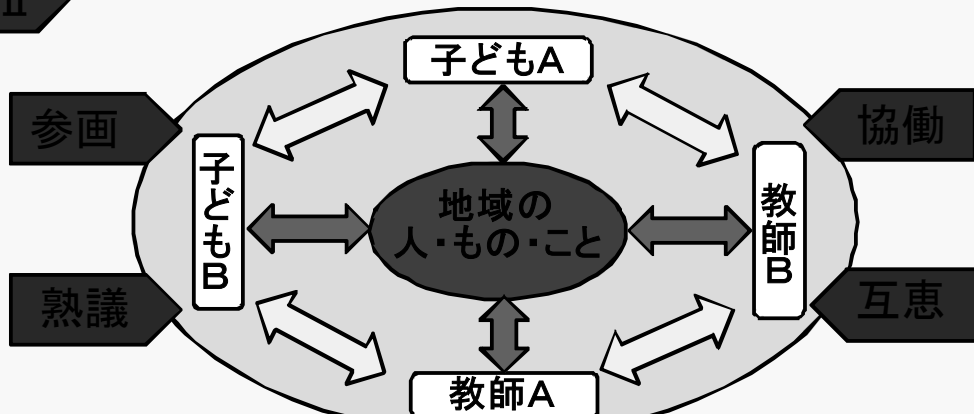 Ⅱ
子どもA
参画
協働
子どもB
地域の
人・もの・こと
教師B
熟議
互恵
教師A